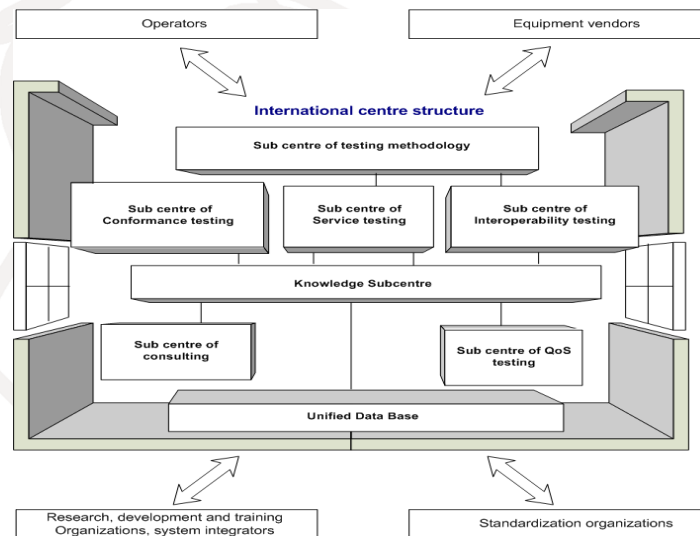 Operators
Equipment vendors
International centre structure
Sub centre of testing methodology
Sub centre of
Conformance testing
Sub centre of
Service testing
Sub centre of
Interoperability testing
Knowledge Subcentre
Sub centre of
consulting
Sub centre of QoS
testing
Unified Data Base
Research, development and training
Organizations, system integrators
Standardization organizations